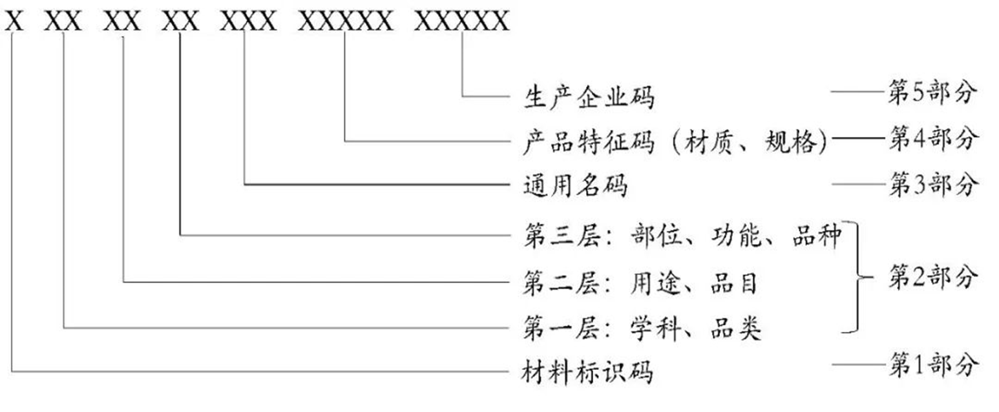 X XX XX XX XXX XXXXX XXXXX
生产企业码 第5部分
产品特征码（材质、规格） 第4部分
通用名码 第3部分
第三层：部位、功能、品种
第二层：用途、品目 第2部分
第一层：学科、品类
材料标识码 第1部分